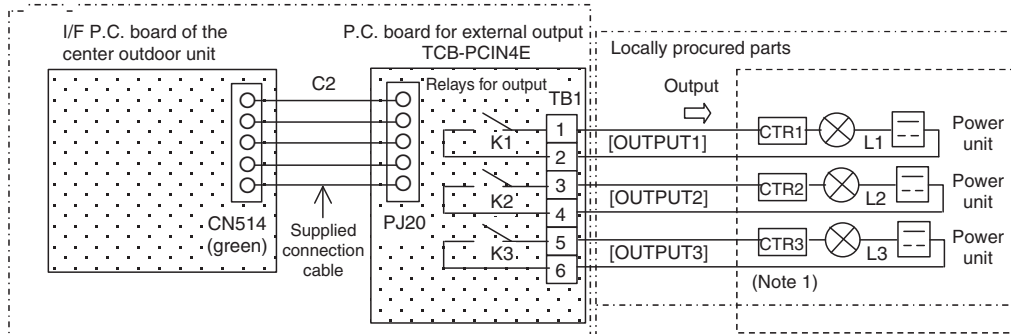 I/F P.C. board of the
center outdoor unit
P.C. board for external output
TCB-PCIN4E
Locally procured parts
C2
Relays for output
TB1
Output
K1
1
2
[OUTPUT1]
CTR1
L1
Power
unit
K2
3
4
[OUTPUT2]
CTR2
L2
K3
5
6
[OUTPUT3]
CTR3
L3
Power
unit
CN514
(green)
Supplied
connection
cable
PJ20
(Note 1)